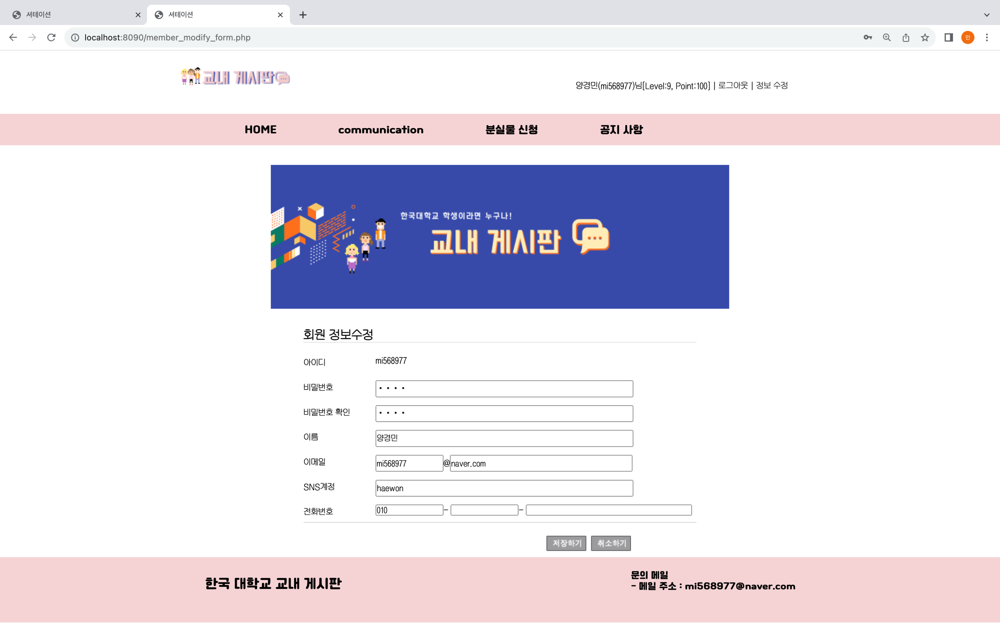 셔테이션
셔테이션
localhost:8090/member_modify_form.php
민
교내 게시판
양경민(mi568977)님[Level:9, Point:100] | 로그아웃 | 정보 수정
HOME communication 분실물 신청 공지 사항
한국대학교 학생이라면 누구나!
교내 게시판
회원 정보수정
아이디 mi568977
비밀번호 ••••
비밀번호 확인 ••••
이름 양경민
이메일 mi568977@naver.com
SNS계정 haewon
전화번호 010 - -
저장하기 취소하기
한국 대학교 교내 게시판
문의 메일
- 메일 주소 : mi568977@naver.com